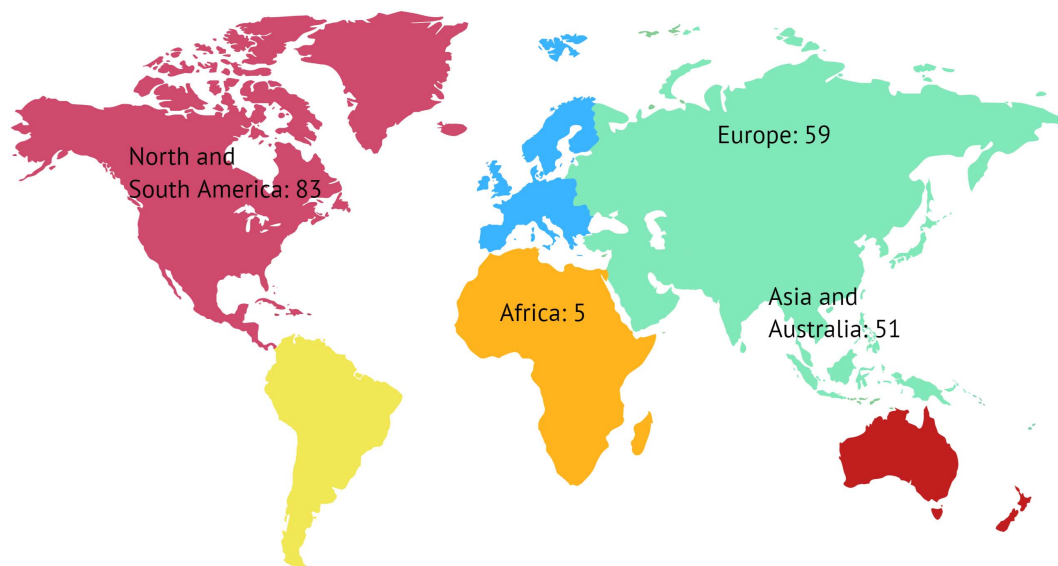 North and
South America: 83
Europe: 59
Africa: 5
Asia and
Australia: 51